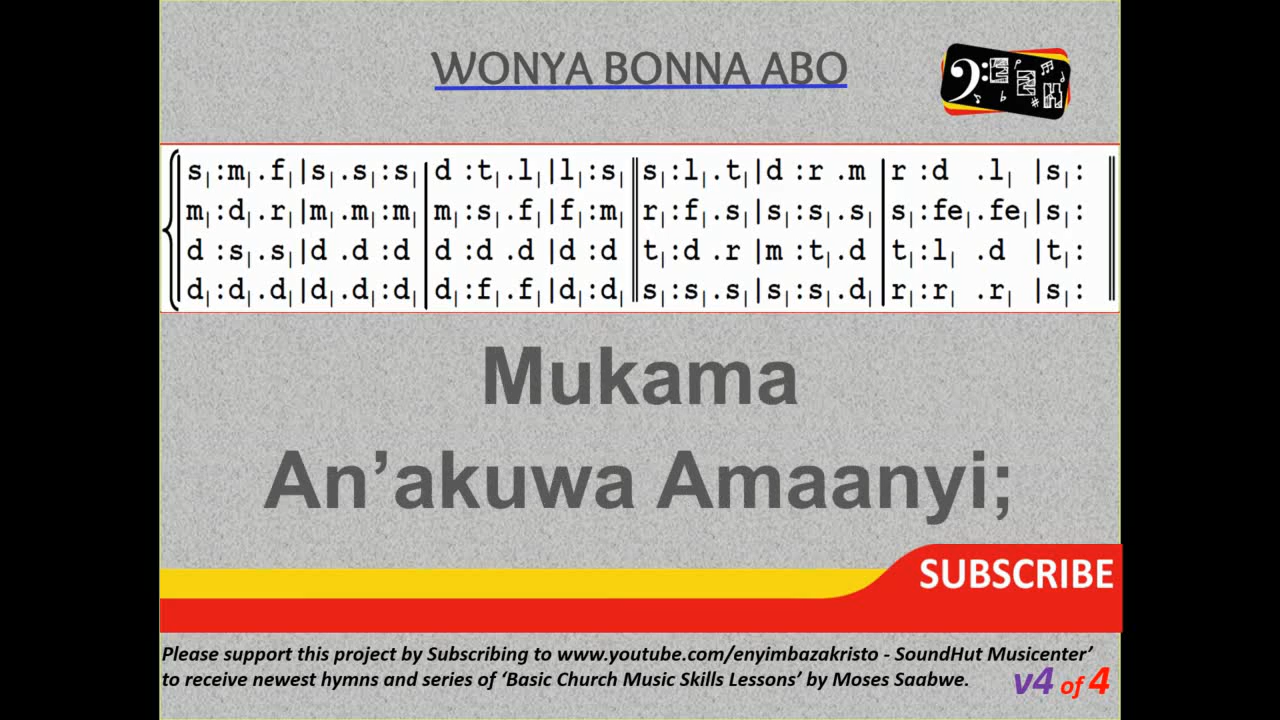 WONYA BONNA ABO
s|:m|.f||s|.s|:s||d :t|.l||l|:s|‖s|:l|.t||d :r .m|r :d .l| |s|:
m|:d|.r||m|.m|:m||m|:s|.f||f|:m|‖r|:f|.s||s|:s|.s||s|:fe|.fe||s|:
d :s|.s||d .d :d|d :d .d |d :d‖t|:d .r |m :t|.d|t|:l| .d |t|:
d|:d|.d||d|.d|:d||d|:f|.f||d|:d|‖s|:s|.s||s|:s|.d||r|:r| .r| |s|:
Mukama
An’akuwa Amaanyi;
SUBSCRIBE
Please support this project by Subscribing to www.youtube.com/enyimbazakristo - SoundHut Musicenter’
to receive newest hymns and series of ‘Basic Church Music Skills Lessons’ by Moses Saabwe.
v4 of 4